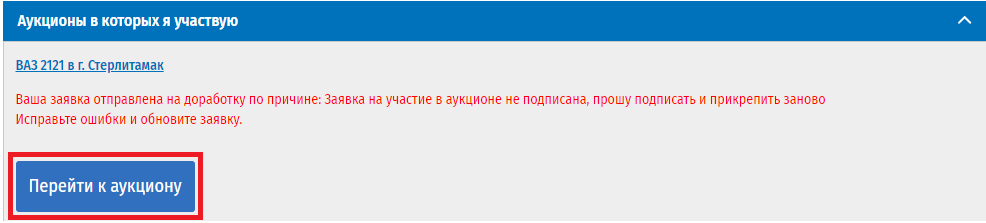 Аукционы в которых я участвую
ВАЗ 2121 в г. Стерлитамак
Ваша заявка отправлена на доработку по причине: Заявка на участие в аукционе не подписана, прошу подписать и прикрепить заново
Исправьте ошибки и обновите заявку.
Перейти к аукциону